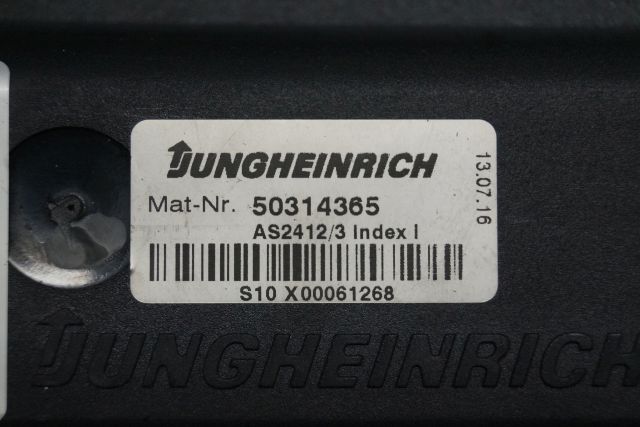 JUNGHEINRICH
Mat-Nr. 50314365
AS2412/3 Index I
S10 X00061268
13.07.16
JUNGHEINRICH